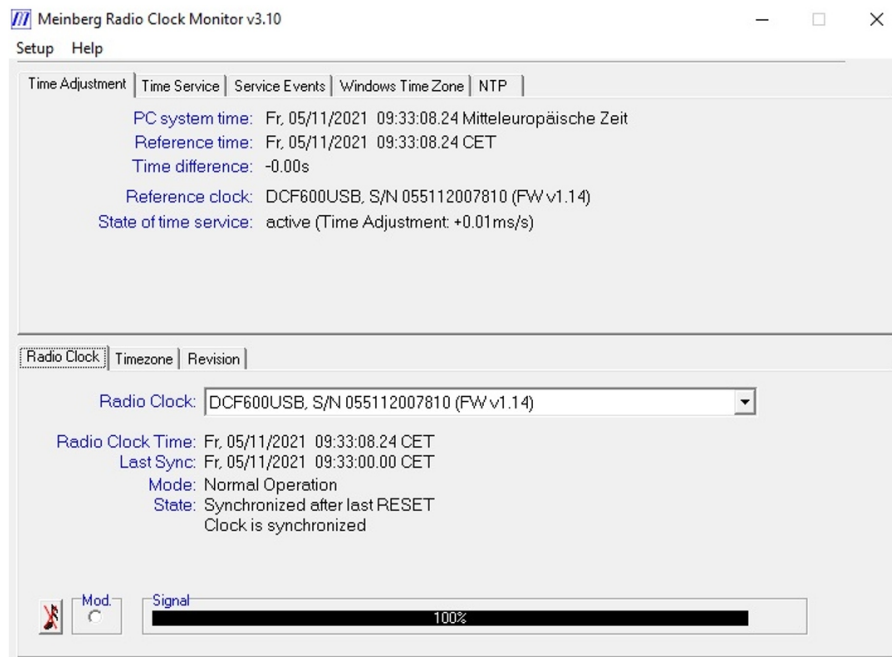 Meinberg Radio Clock Monitor v3.10
Setup Help
Time Adjustment Time Service Service Events Windows Time Zone NTP
PC system time: Fr, 05/11/2021 09:33:08.24 Mitteleuropäische Zeit
Reference time: Fr, 05/11/2021 09:33:08.24 CET
Time difference: -0.00s
Reference clock: DCF600USB, S/N 055112007810 (FW v1.14)
State of time service: active (Time Adjustment: +0.01ms/s)
Radio Clock Timezone Revision
Radio Clock: DCF600USB, S/N 055112007810 (FW v1.14)
Radio Clock Time: Fr, 05/11/2021 09:33:08.24 CET
Last Sync: Fr, 05/11/2021 09:33:00.00 CET
Mode: Normal Operation
State: Synchronized after last RESET
Clock is synchronized
Mod. Signal
100%